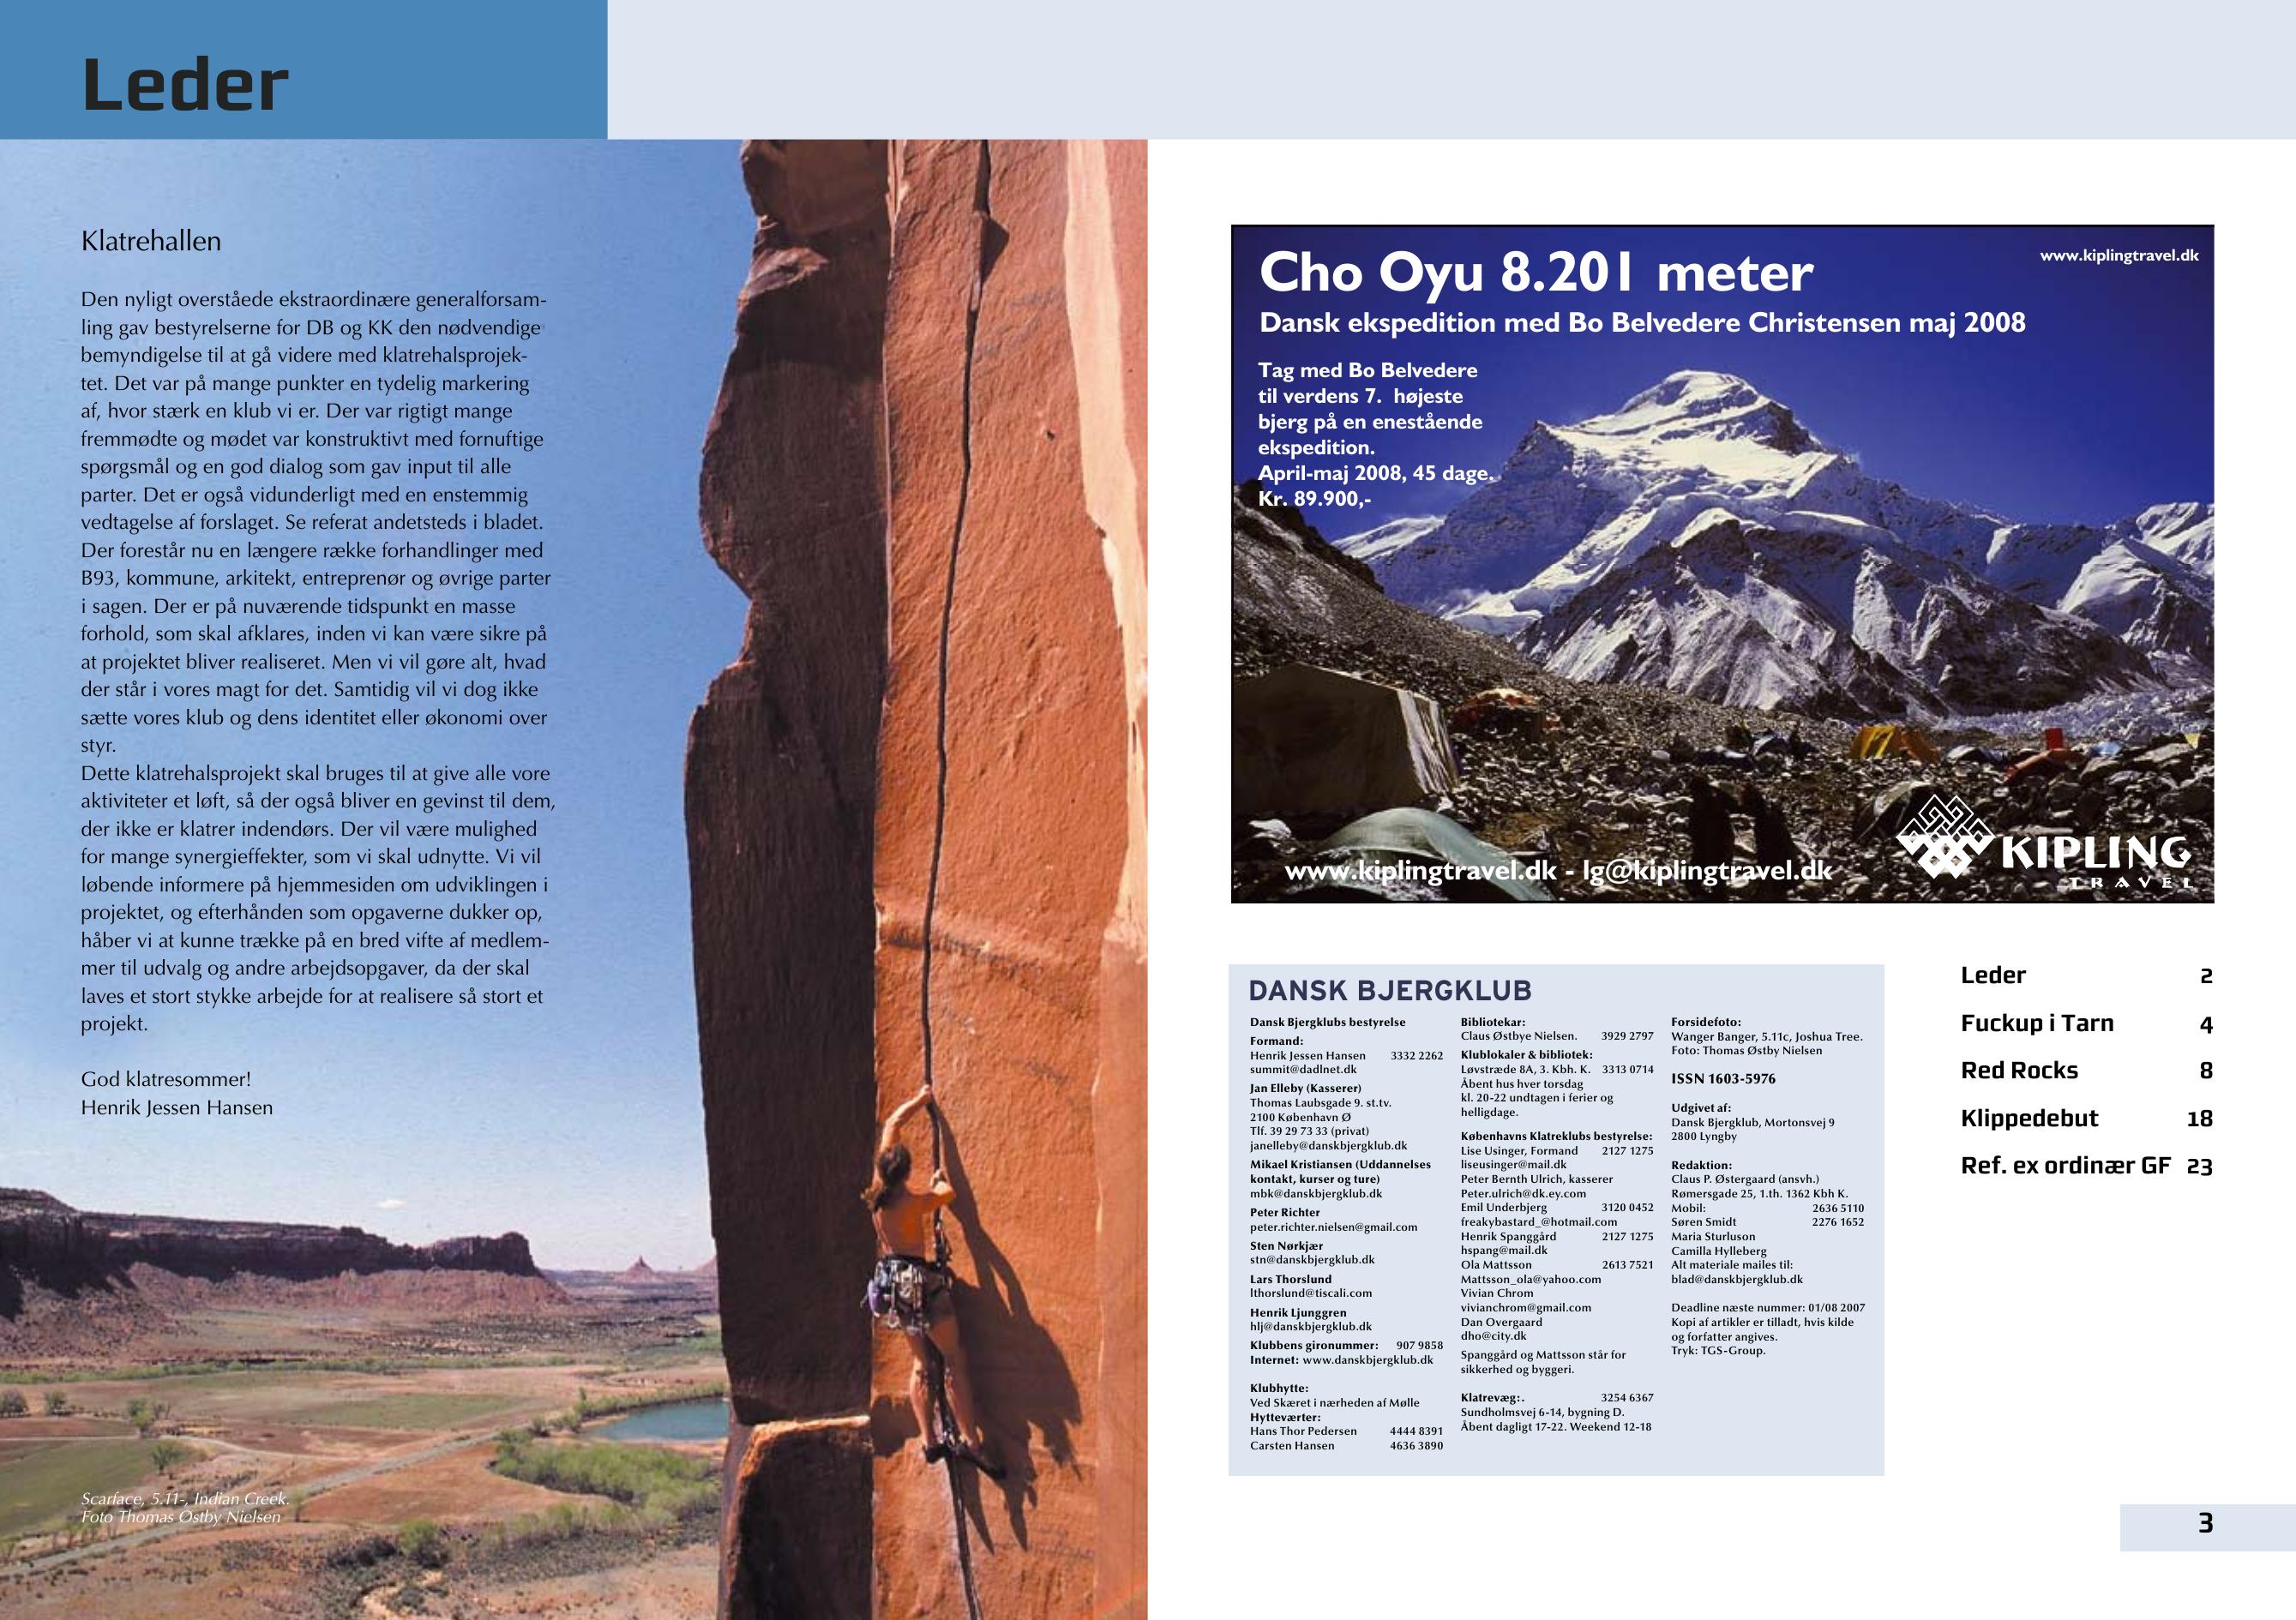 Leder
Klatrehallen
Den nyligt overståede ekstraordinære generalforsam-
ling gav bestyrelserne for DB og KK den nødvendige
bemyndigelse til at gå videre med klatrehalsprojek-
tet. Det var på mange punkter en tydelig markering
af, hvor stærk en klub vi er. Der var rigtigt mange
fremmødte og mødet var konstruktivt med fornuftige
spørgsmål og en god dialog som gav input til alle
parter. Det er også vidunderligt med en enstemmig
vedtagelse af forslaget. Se referat andetsteds i bladet.
Der forestår nu en længere række forhandlinger med
B93, kommune, arkitekt, entreprenør og øvrige parter
i sagen. Der er på nuværende tidspunkt en masse
forhold, som skal afklares, inden vi kan være sikre på
at projektet bliver realiseret. Men vi vil gøre alt, hvad
der står i vores magt for det. Samtidig vil vi dog ikke
sætte vores klub og dens identitet eller økonomi over
styr.
Dette klatrehalsprojekt skal bruges til at give alle vore
aktiviteter et løft, så der også bliver en gevinst til dem,
der ikke er klatrer indendørs. Der vil være mulighed
for mange synergieffekter, som vi skal udnytte. Vi vil
løbende informere på hjemmesiden om udviklingen i
projektet, og efterhånden som opgaverne dukker op,
håber vi at kunne trække på en bred vifte af medlem-
mer til udvalg og andre arbejdsopgaver, da der skal
laves et stort stykke arbejde for at realisere så stort et
projekt.
God klatresommer!
Henrik Jessen Hansen
Scarface, 5.11-, Indian Creek.
Foto Thomas Østby Nielsen
Cho Oyu 8.201 meter
www.kiplingtravel.dk
Dansk ekspedition med Bo Belvedere Christensen maj 2008
Tag med Bo Belvedere
til verdens 7. højeste
bjerg på en enestående
ekspedition.
April-maj 2008, 45 dage.
Kr. 89.900,-
www.kiplingtravel.dk - lg@kiplingtravel.dk
KIPLING
TRAVEL
DANSK BJERGKLUB
Dansk Bjergklubs bestyrelse
Formand:
Henrik Jessen Hansen 3332 2262
summit@dadlnet.dk
Jan Elleby (Kasserer)
Thomas Laubsgade 9. st.tv.
2100 København Ø
Tlf. 39 29 73 33 (privat)
janelleby@danskbjergklub.dk
Mikael Kristiansen (Uddannelses
kontakt, kurser og ture)
mbk@danskbjergklub.dk
Peter Richter
peter.richter.nielsen@gmail.com
Sten Nørkjær
stn@danskbjergklub.dk
Lars Thorslund
lthorslund@tiscali.com
Henrik Ljunggren
hlj@danskbjergklub.dk
Klubbens gironummer: 907 9858
Internet: www.danskbjergklub.dk
Klubhytte:
Ved Skæret i nærheden af Mølle
Hytteværter:
Hans Thor Pedersen 4444 8391
Carsten Hansen 4636 3890
Bibliotekar:
Claus Østbye Nielsen. 3929 2797
Klublokaler & bibliotek:
Løvstræde 8A, 3. Kbh. K. 3313 0714
Åbent hus hver torsdag
kl. 20-22 undtagen i ferier og
helligdage.
Københavns Klatreklubs bestyrelse:
Lise Usinger, Formand 2127 1275
liseusinger@mail.dk
Peter Bernth Ulrich, kasserer
Peter.ulrich@dk.ey.com
Emil Underbjerg 3120 0452
freakybastard_@hotmail.com
Henrik Spanggård 2127 1275
hspang@mail.dk
Ola Mattsson 2613 7521
Mattsson_ola@yahoo.com
Vivian Chrom
vivianchrom@gmail.com
Dan Overgaard
dho@city.dk
Spanggård og Mattsson står for
sikkerhed og byggeri.
Klatrevæg:. 3254 6367
Sundholmsvej 6-14, bygning D.
Åbent dagligt 17-22. Weekend 12-18
Forsidefoto:
Wanger Banger, 5.11c, Joshua Tree.
Foto: Thomas Østby Nielsen
ISSN 1603-5976
Udgivet af:
Dansk Bjergklub, Mortonsvej 9
2800 Lyngby
Redaktion:
Claus P. Østergaard (ansvh.)
Rømersgade 25, 1.th. 1362 Kbh K.
Mobil: 2636 5110
Søren Smidt 2276 1652
Maria Sturluson
Camilla Hylleberg
Alt materiale mailes til:
blad@danskbjergklub.dk
Deadline næste nummer: 01/08 2007
Kopi af artikler er tilladt, hvis kilde
og forfatter angives.
Tryk: TGS-Group.
Leder 2
Fuckup i Tarn 4
Red Rocks 8
Klippedebut 18
Ref. ex ordinær GF 23
3